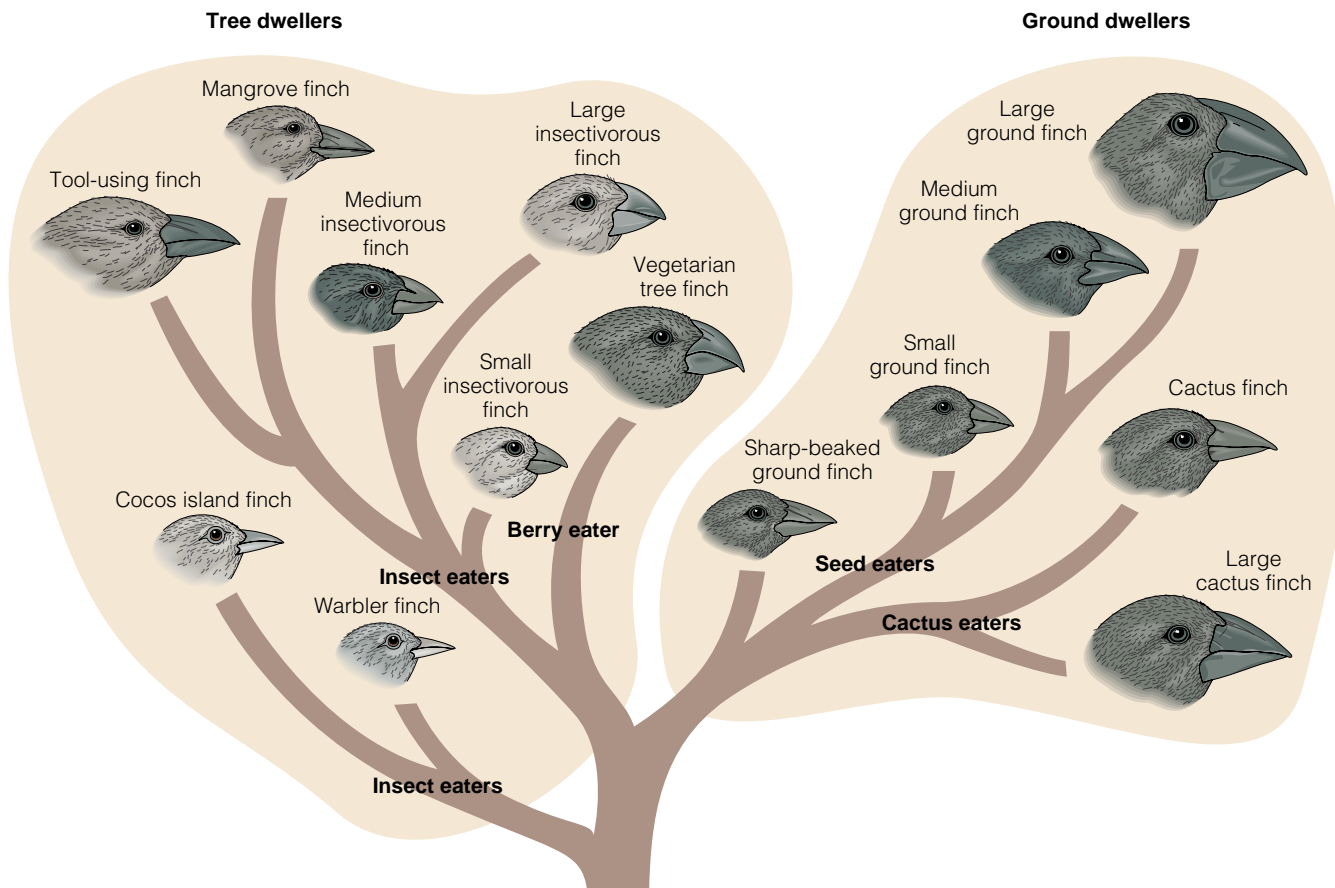 Tree dwellers
Ground dwellers
Mangrove finch
Large
insectivorous
finch
Tool-using finch
Medium
insectivorous
finch
Vegetarian
tree finch
Small
insectivorous
finch
Cocos island finch
Berry eater
Insect eaters
Warbler finch
Insect eaters
Large
ground finch
Medium
ground finch
Small
ground finch
Cactus finch
Sharp-beaked
ground finch
Seed eaters
Large
cactus finch
Cactus eaters